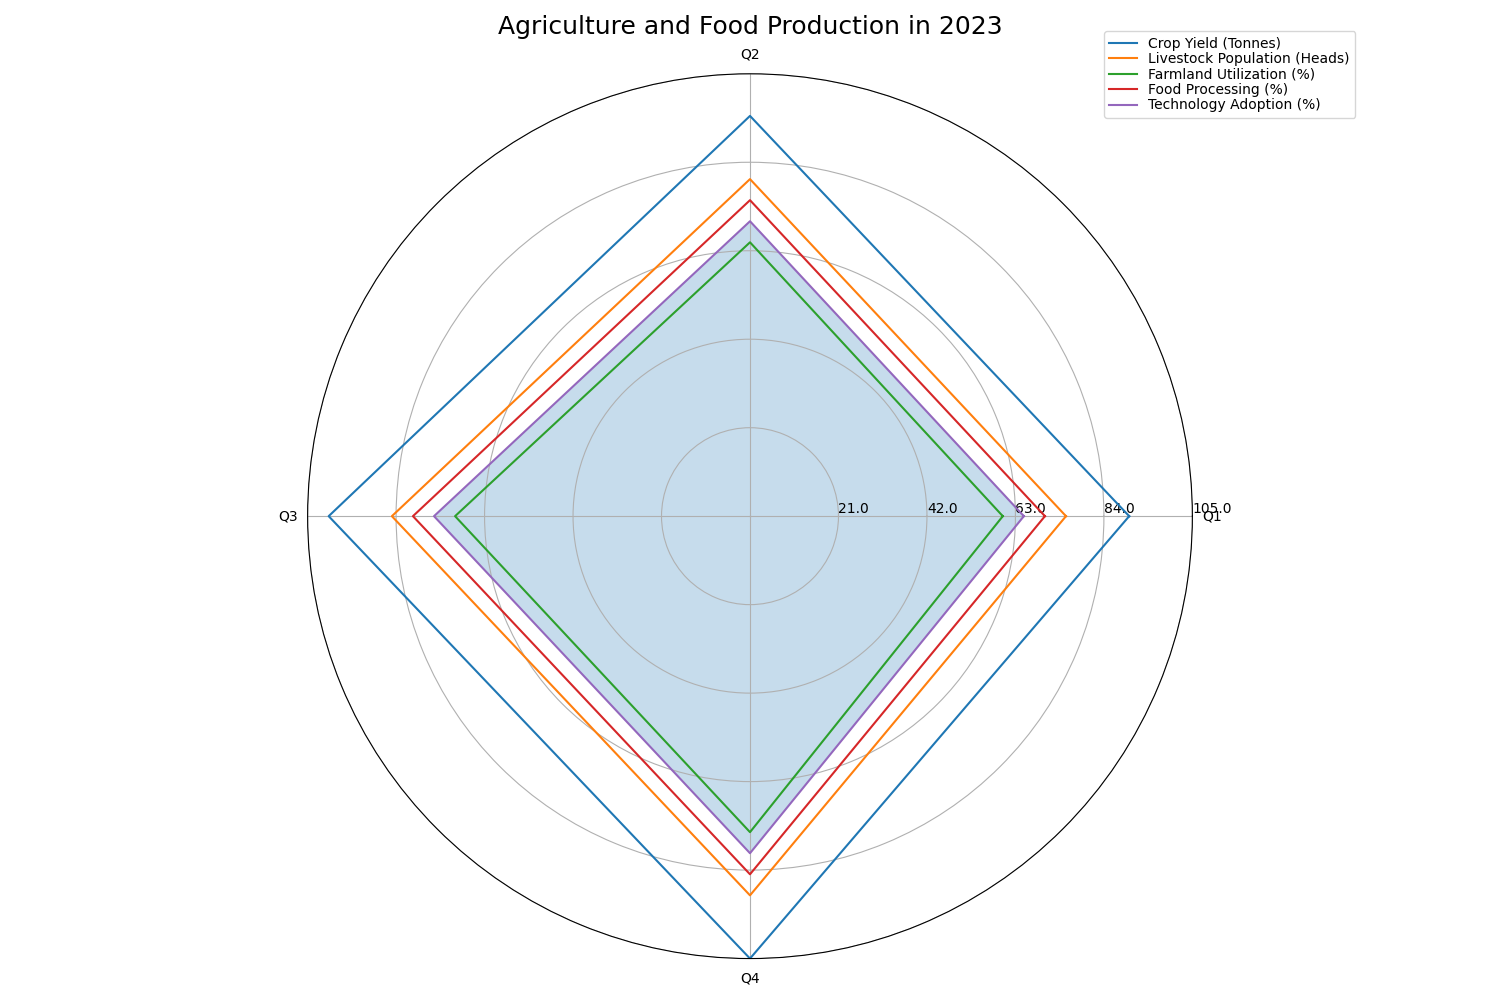 Agriculture and Food Production in 2023
Crop Yield (Tonnes)
Livestock Population (Heads)
Farmland Utilization (%)
Food Processing (%)
Technology Adoption (%)
Q2
Q3
21.0
42.0
63.0
84.0
105.0
Q1
Q4